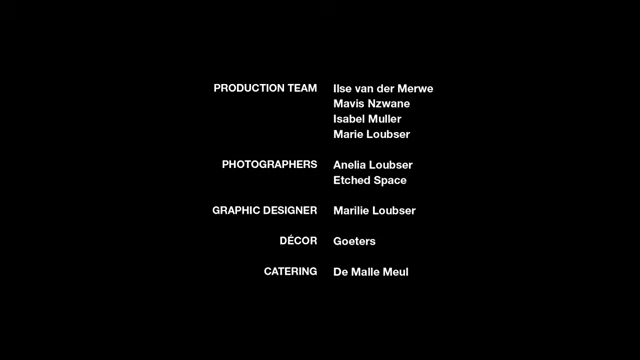 PRODUCTION TEAM Ilse van der Merwe
Mavis Nzwane
Isabel Muller
Marie Loubser
PHOTOGRAPHERS Anelia Loubser
Etched Space
GRAPHIC DESIGNER Marilie Loubser
DÉCOR Goeters
CATERING De Malle Meul